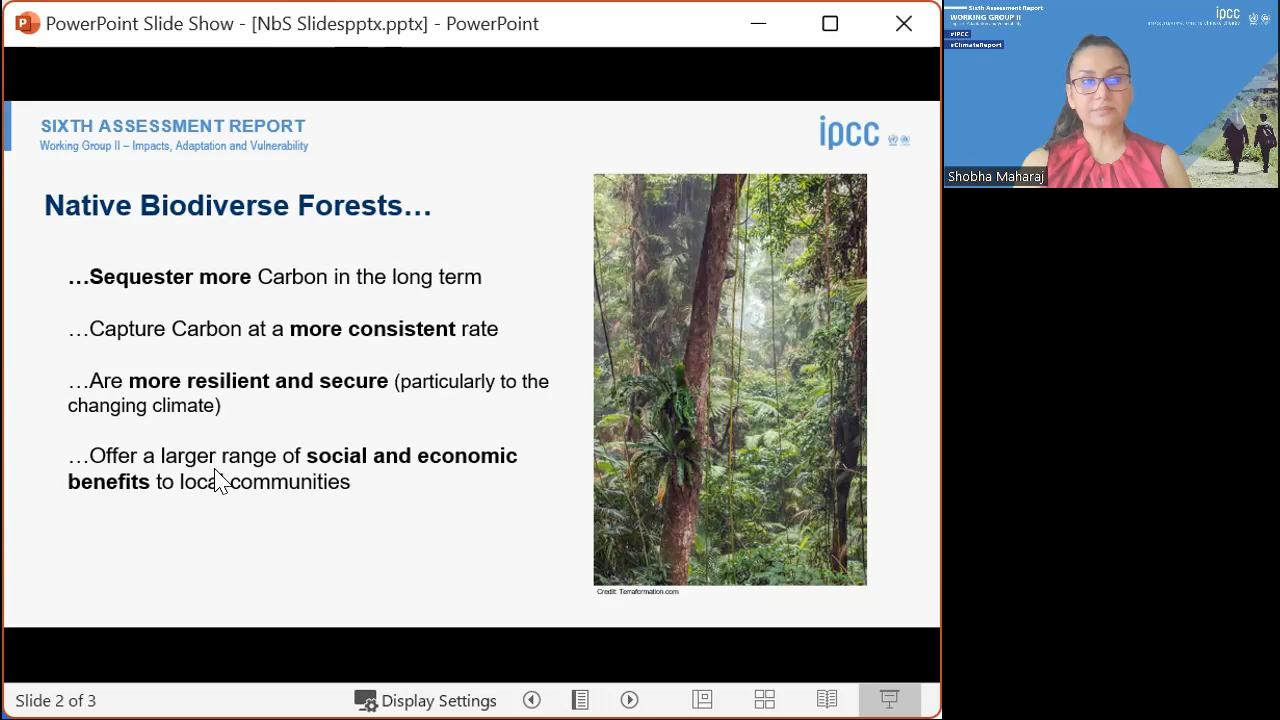 PowerPoint Slide Show - [NbS Slidespptx.pptx] - PowerPoint
SIXTH ASSESSMENT REPORT
Working Group II – Impacts, Adaptation and Vulnerability
ipcc
Native Biodiverse Forests…
…Sequester more Carbon in the long term
…Capture Carbon at a more consistent rate
…Are more resilient and secure (particularly to the
changing climate)
…Offer a larger range of social and economic
benefits to local communities
Credit: Terraformation.com
Slide 2 of 3
Display Settings
Sixth Assessment Report
WORKING GROUP II
#IPCC
#ClimateReport
ipcc
Shobha Maharaj